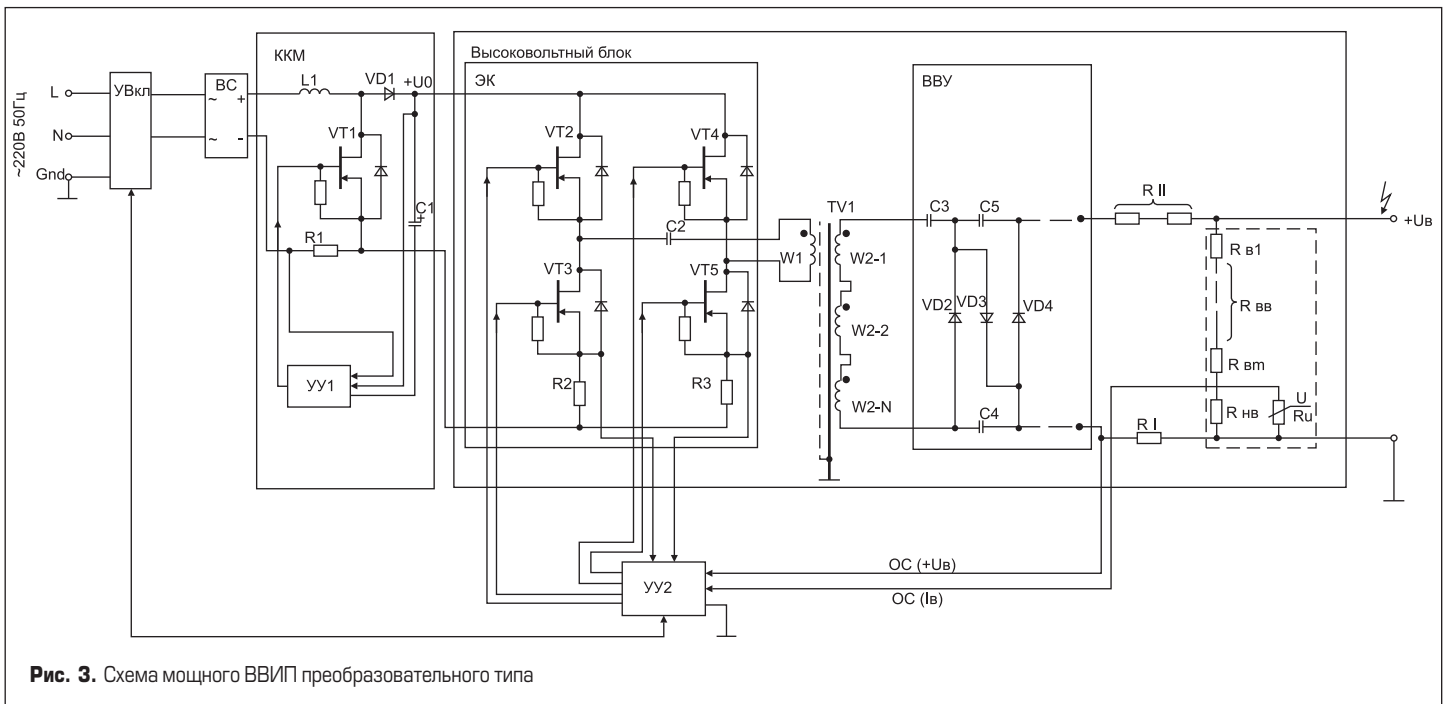 ККМ
Высоковольтный блок
ЭК
ВВУ
~220В 50Гц
L
N
Gnd
УВкл
ВС
~
+
~
-
L1
VD1
+U0
VT1
C1
+
R1
УУ1
VT2
VT4
C2
VT3
VT5
R2
R3
W1
TV1
W2-1
W2-2
W2-N
C3
C5
VD2
VD3
VD4
C4
R II
+Uв
R в1
R вв
R вm
R нв
U
Ru
R I
УУ2
ОС (+Uв)
ОС (Iв)
Рис. 3. Схема мощного ВВИП преобразовательного типа